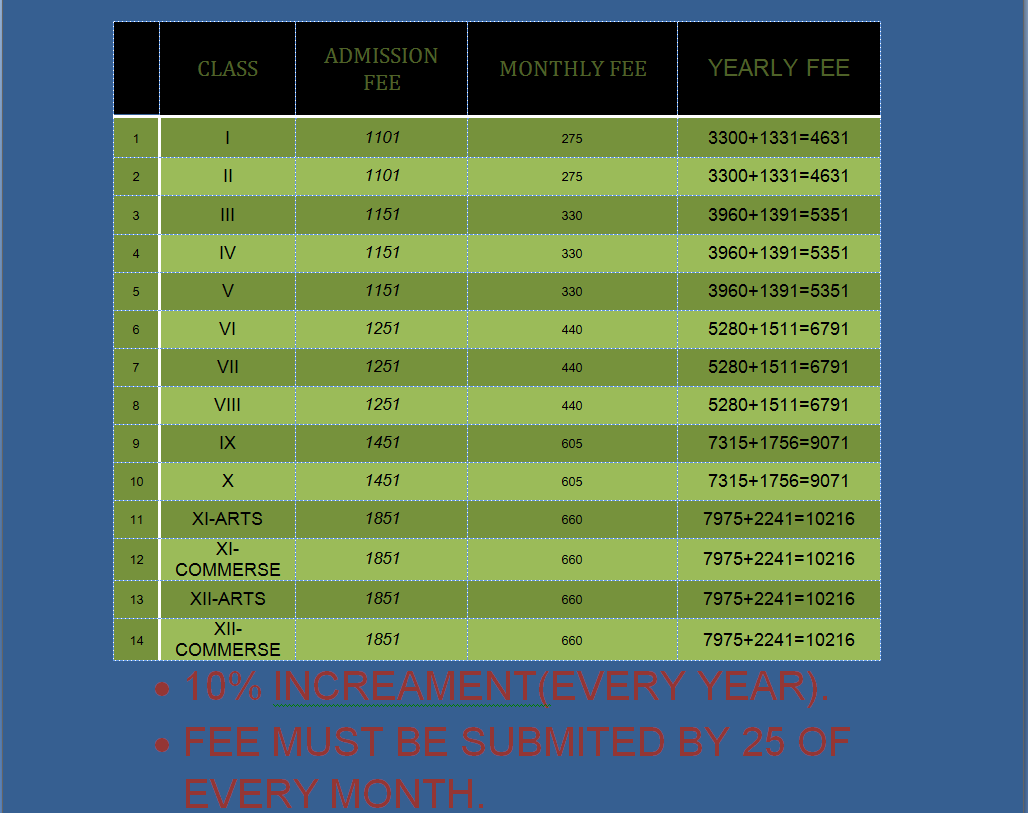 CLASS ADMISSION FEE MONTHLY FEE YEARLY FEE
1 I 1101 275 3300+1331=4631
2 II 1101 275 3300+1331=4631
3 III 1151 330 3960+1391=5351
4 IV 1151 330 3960+1391=5351
5 V 1151 330 3960+1391=5351
6 VI 1251 440 5280+1511=6791
7 VII 1251 440 5280+1511=6791
8 VIII 1251 440 5280+1511=6791
9 IX 1451 605 7315+1756=9071
10 X 1451 605 7315+1756=9071
11 XI-ARTS 1851 660 7975+2241=10216
12 XI-COMMERSE 1851 660 7975+2241=10216
13 XII-ARTS 1851 660 7975+2241=10216
14 XII-COMMERSE 1851 660 7975+2241=10216
• 10% INCREAMENT(EVERY YEAR).
• FEE MUST BE SUBMITED BY 25 OF
EVERY MONTH.